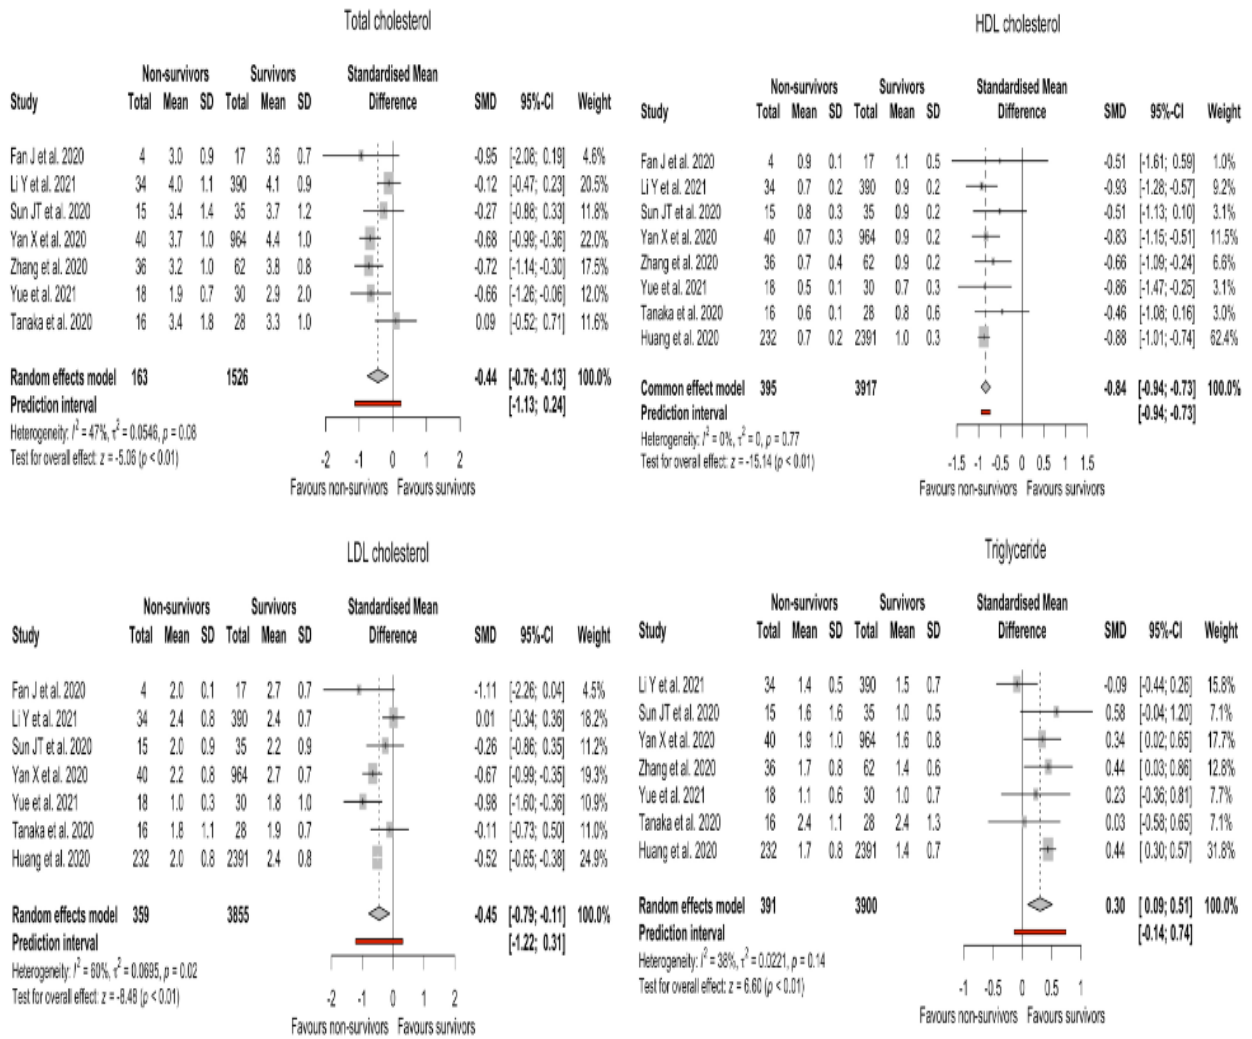 Total cholesterol
Non-survivors Survivors Standardised Mean
Study Total Mean SD Total Mean SD Difference SMD 95%-CI Weight
Fan J et al. 2020 4 3.0 0.9 17 3.6 0.7 -0.95 [-2.08; 0.19] 4.6%
Li Y et al. 2021 34 4.0 1.1 390 4.1 0.9 -0.12 [-0.47; 0.23] 20.5%
Sun JT et al. 2020 15 3.4 1.4 35 3.7 1.2 -0.27 [-0.88; 0.33] 11.8%
Yan X et al. 2020 40 3.7 1.0 964 4.4 1.0 -0.68 [-0.99; -0.36] 22.0%
Zhang et al. 2020 36 3.2 1.0 62 3.8 0.8 -0.72 [-1.14; -0.30] 17.5%
Yue et al. 2021 18 1.9 0.7 30 2.9 2.0 -0.66 [-1.26; -0.06] 12.0%
Tanaka et al. 2020 16 3.4 1.8 28 3.3 1.0 0.09 [-0.52; 0.71] 11.6%
Random effects model 163 1526 -0.44 [-0.76; -0.13] 100.0%
Prediction interval [-1.13; 0.24]
Heterogeneity: I² = 47%, τ² = 0.0546, p = 0.08
Test for overall effect: z = -5.06 (p < 0.01)
-2 -1 0 1 2
Favours non-survivors Favours survivors
HDL cholesterol
Non-survivors Survivors Standardised Mean
Study Total Mean SD Total Mean SD Difference SMD 95%-CI Weight
Fan J et al. 2020 4 0.9 0.1 17 1.1 0.5 -0.51 [-1.61; 0.59] 1.0%
Li Y et al. 2021 34 0.7 0.2 390 0.9 0.2 -0.93 [-1.28; -0.57] 9.2%
Sun JT et al. 2020 15 0.8 0.3 35 0.9 0.2 -0.51 [-1.13; 0.10] 3.1%
Yan X et al. 2020 40 0.7 0.3 964 0.9 0.2 -0.83 [-1.15; -0.51] 11.5%
Zhang et al. 2020 36 0.7 0.4 62 0.9 0.2 -0.66 [-1.09; -0.24] 6.6%
Yue et al. 2021 18 0.5 0.1 30 0.7 0.3 -0.86 [-1.47; -0.25] 3.1%
Tanaka et al. 2020 16 0.6 0.1 28 0.8 0.6 -0.46 [-1.08; 0.16] 3.0%
Huang et al. 2020 232 0.7 0.2 2391 1.0 0.3 -0.88 [-1.01; -0.74] 62.4%
Common effect model 395 3917 -0.84 [-0.94; -0.73] 100.0%
Prediction interval [-0.94; -0.73]
Heterogeneity: I² = 0%, τ² = 0, p = 0.77
Test for overall effect: z = -15.14 (p < 0.01)
-1.5 -1 -0.5 0 0.5 1 1.5
Favours non-survivors Favours survivors
LDL cholesterol
Non-survivors Survivors Standardised Mean
Study Total Mean SD Total Mean SD Difference SMD 95%-CI Weight
Fan J et al. 2020 4 2.0 0.1 17 2.7 0.7 -1.11 [-2.26; 0.04] 4.5%
Li Y et al. 2021 34 2.4 0.8 390 2.4 0.7 0.01 [-0.34; 0.36] 18.2%
Sun JT et al. 2020 15 2.0 0.9 35 2.2 0.9 -0.26 [-0.86; 0.35] 11.2%
Yan X et al. 2020 40 2.2 0.8 964 2.7 0.7 -0.67 [-0.99; -0.35] 19.3%
Yue et al. 2021 18 1.0 0.3 30 1.8 1.0 -0.98 [-1.60; -0.36] 10.9%
Tanaka et al. 2020 16 1.8 1.1 28 1.9 0.7 -0.11 [-0.73; 0.50] 11.0%
Huang et al. 2020 232 2.0 0.8 2391 2.4 0.8 -0.52 [-0.65; -0.38] 24.9%
Random effects model 359 3855 -0.45 [-0.79; -0.11] 100.0%
Prediction interval [-1.22; 0.31]
Heterogeneity: I² = 60%, τ² = 0.0695, p = 0.02
Test for overall effect: z = -8.48 (p < 0.01)
-2 -1 0 1 2
Favours non-survivors Favours survivors
Triglyceride
Non-survivors Survivors Standardised Mean
Study Total Mean SD Total Mean SD Difference SMD 95%-CI Weight
Li Y et al. 2021 34 1.4 0.5 390 1.5 0.7 -0.09 [-0.44; 0.26] 15.8%
Sun JT et al. 2020 15 1.6 1.6 35 1.0 0.5 0.58 [-0.04; 1.20] 7.1%
Yan X et al. 2020 40 1.9 1.0 964 1.6 0.8 0.34 [ 0.02; 0.65] 17.7%
Zhang et al. 2020 36 1.7 0.8 62 1.4 0.6 0.44 [ 0.03; 0.86] 12.8%
Yue et al. 2021 18 1.1 0.6 30 1.0 0.7 0.23 [-0.36; 0.81] 7.7%
Tanaka et al. 2020 16 2.4 1.1 28 2.4 1.3 0.03 [-0.58; 0.65] 7.1%
Huang et al. 2020 232 1.7 0.8 2391 1.4 0.7 0.44 [ 0.30; 0.57] 31.8%
Random effects model 391 3900 0.30 [ 0.09; 0.51] 100.0%
Prediction interval [-0.14; 0.74]
Heterogeneity: I² = 38%, τ² = 0.0221, p = 0.14
Test for overall effect: z = 6.60 (p < 0.01)
-1 -0.5 0 0.5 1
Favours non-survivors Favours survivors